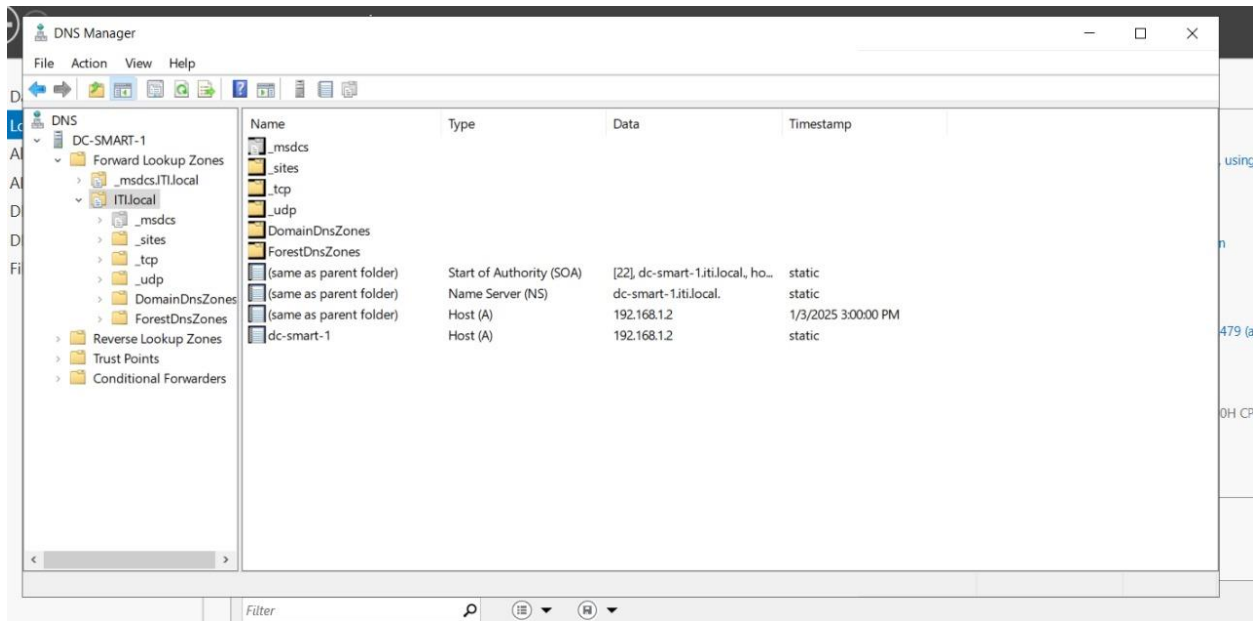 DNS Manager
File Action View Help
DNS
DC-SMART-1
Forward Lookup Zones
_msdcs.ITI.local
ITI.local
_msdcs
_sites
_tcp
_udp
DomainDnsZones
ForestDnsZones
Reverse Lookup Zones
Trust Points
Conditional Forwarders
Name Type Data Timestamp
_msdcs
_sites
_tcp
_udp
DomainDnsZones
ForestDnsZones
(same as parent folder) Start of Authority (SOA) [22], dc-smart-1.iti.local., ho... static
(same as parent folder) Name Server (NS) dc-smart-1.iti.local. static
(same as parent folder) Host (A) 192.168.1.2 1/3/2025 3:00:00 PM
dc-smart-1 Host (A) 192.168.1.2 static
, using
479 (a
0H CP
Filter